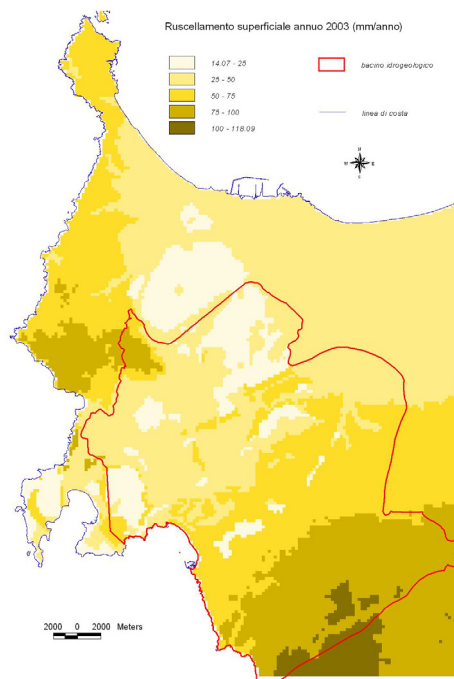 Ruscellamento superficiale annuo 2003 (mm/anno)
14.07 - 25
25 - 50
50 - 75
75 - 100
100 - 118.09
bacino idrogeologico
linea di costa
N
W E
S
2000 0 2000 Meters